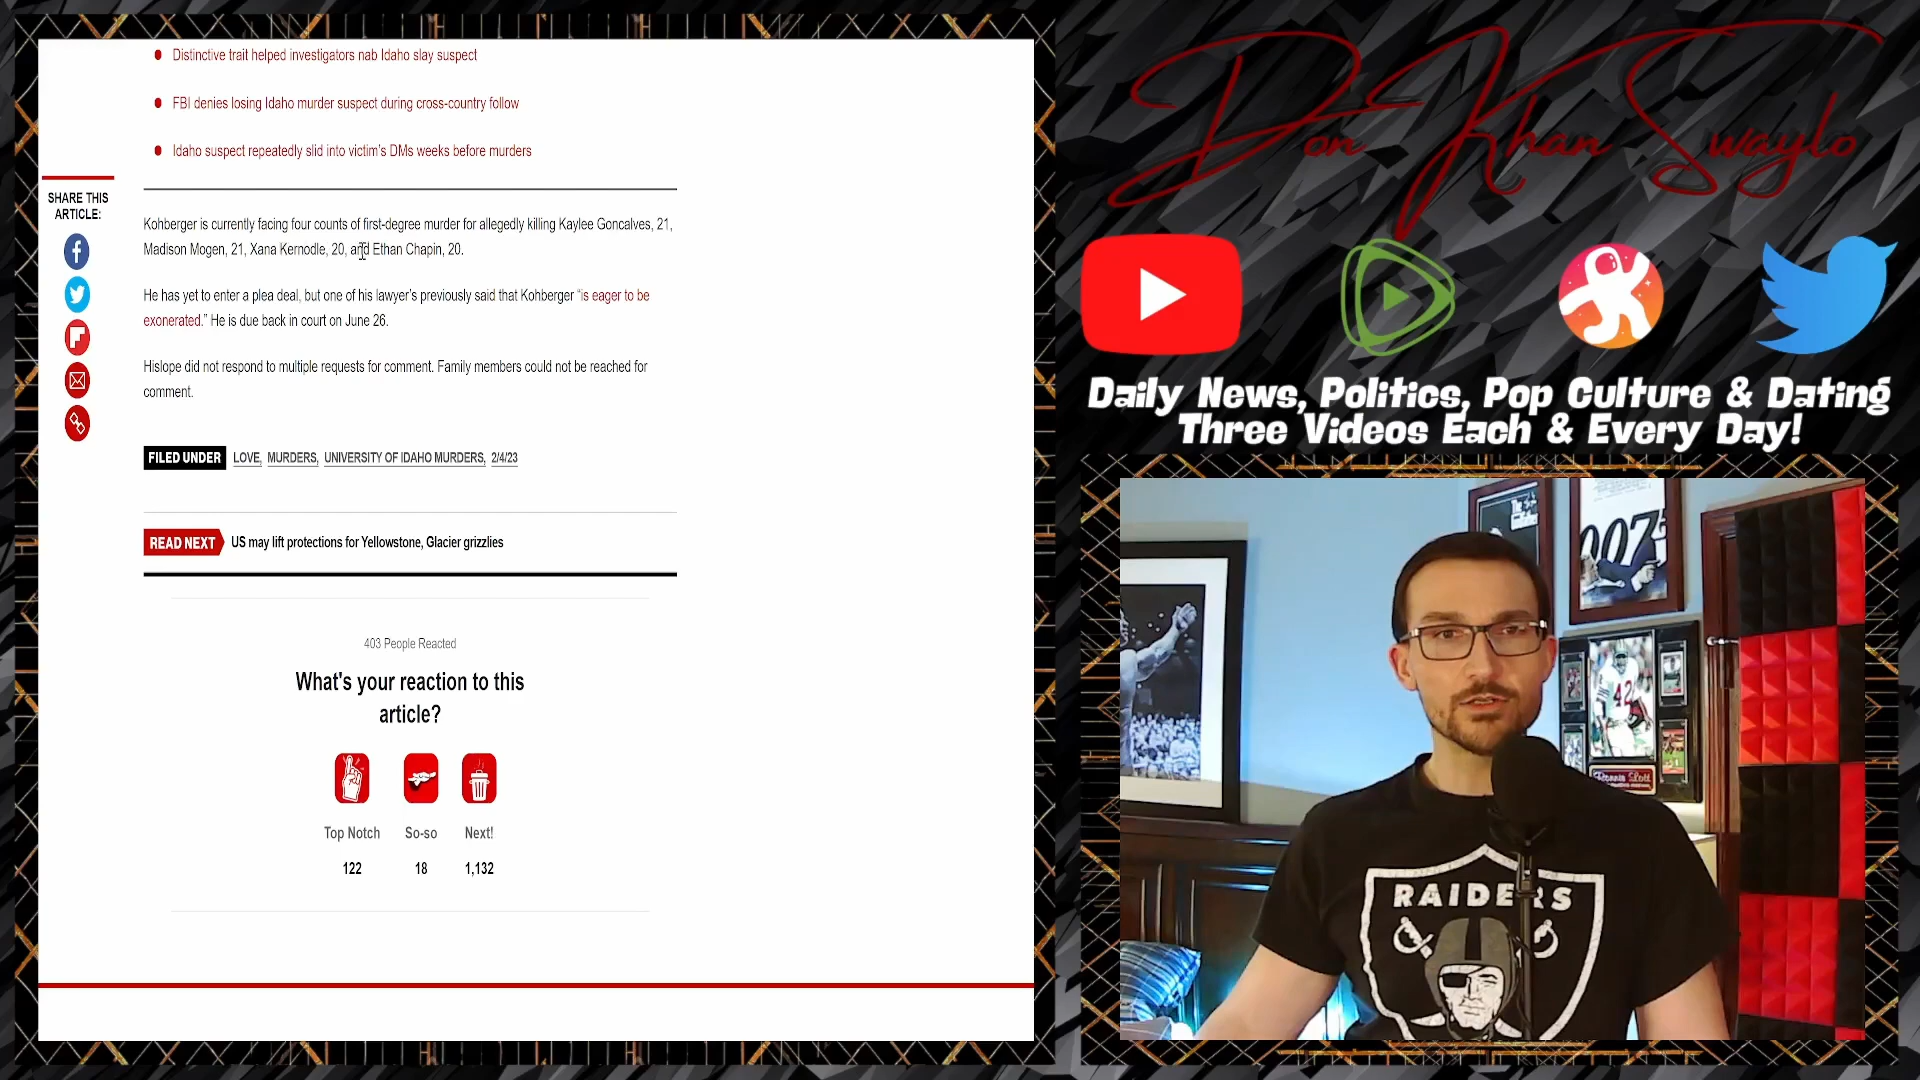 Distinctive trait helped investigators nab Idaho slay suspect
FBI denies losing Idaho murder suspect during cross-country follow
Idaho suspect repeatedly slid into victim's DMs weeks before murders
SHARE THIS
ARTICLE:
Kohberger is currently facing four counts of first-degree murder for allegedly killing Kaylee Goncalves, 21,
Madison Mogen, 21, Xana Kernodle, 20, and Ethan Chapin, 20.
He has yet to enter a plea deal, but one of his lawyer's previously said that Kohberger “is eager to be
exonerated.” He is due back in court on June 26.
Hislope did not respond to multiple requests for comment. Family members could not be reached for
comment.
FILED UNDER LOVE, MURDERS, UNIVERSITY OF IDAHO MURDERS, 2/4/23
READ NEXT US may lift protections for Yellowstone, Glacier grizzlies
403 People Reacted
What's your reaction to this
article?
Top Notch So-so Next!
122 18 1,132
Don Khan Swaylo
Daily News, Politics, Pop Culture & Dating
Three Videos Each & Every Day!
007
42
Ronnie Lott
RAIDERS